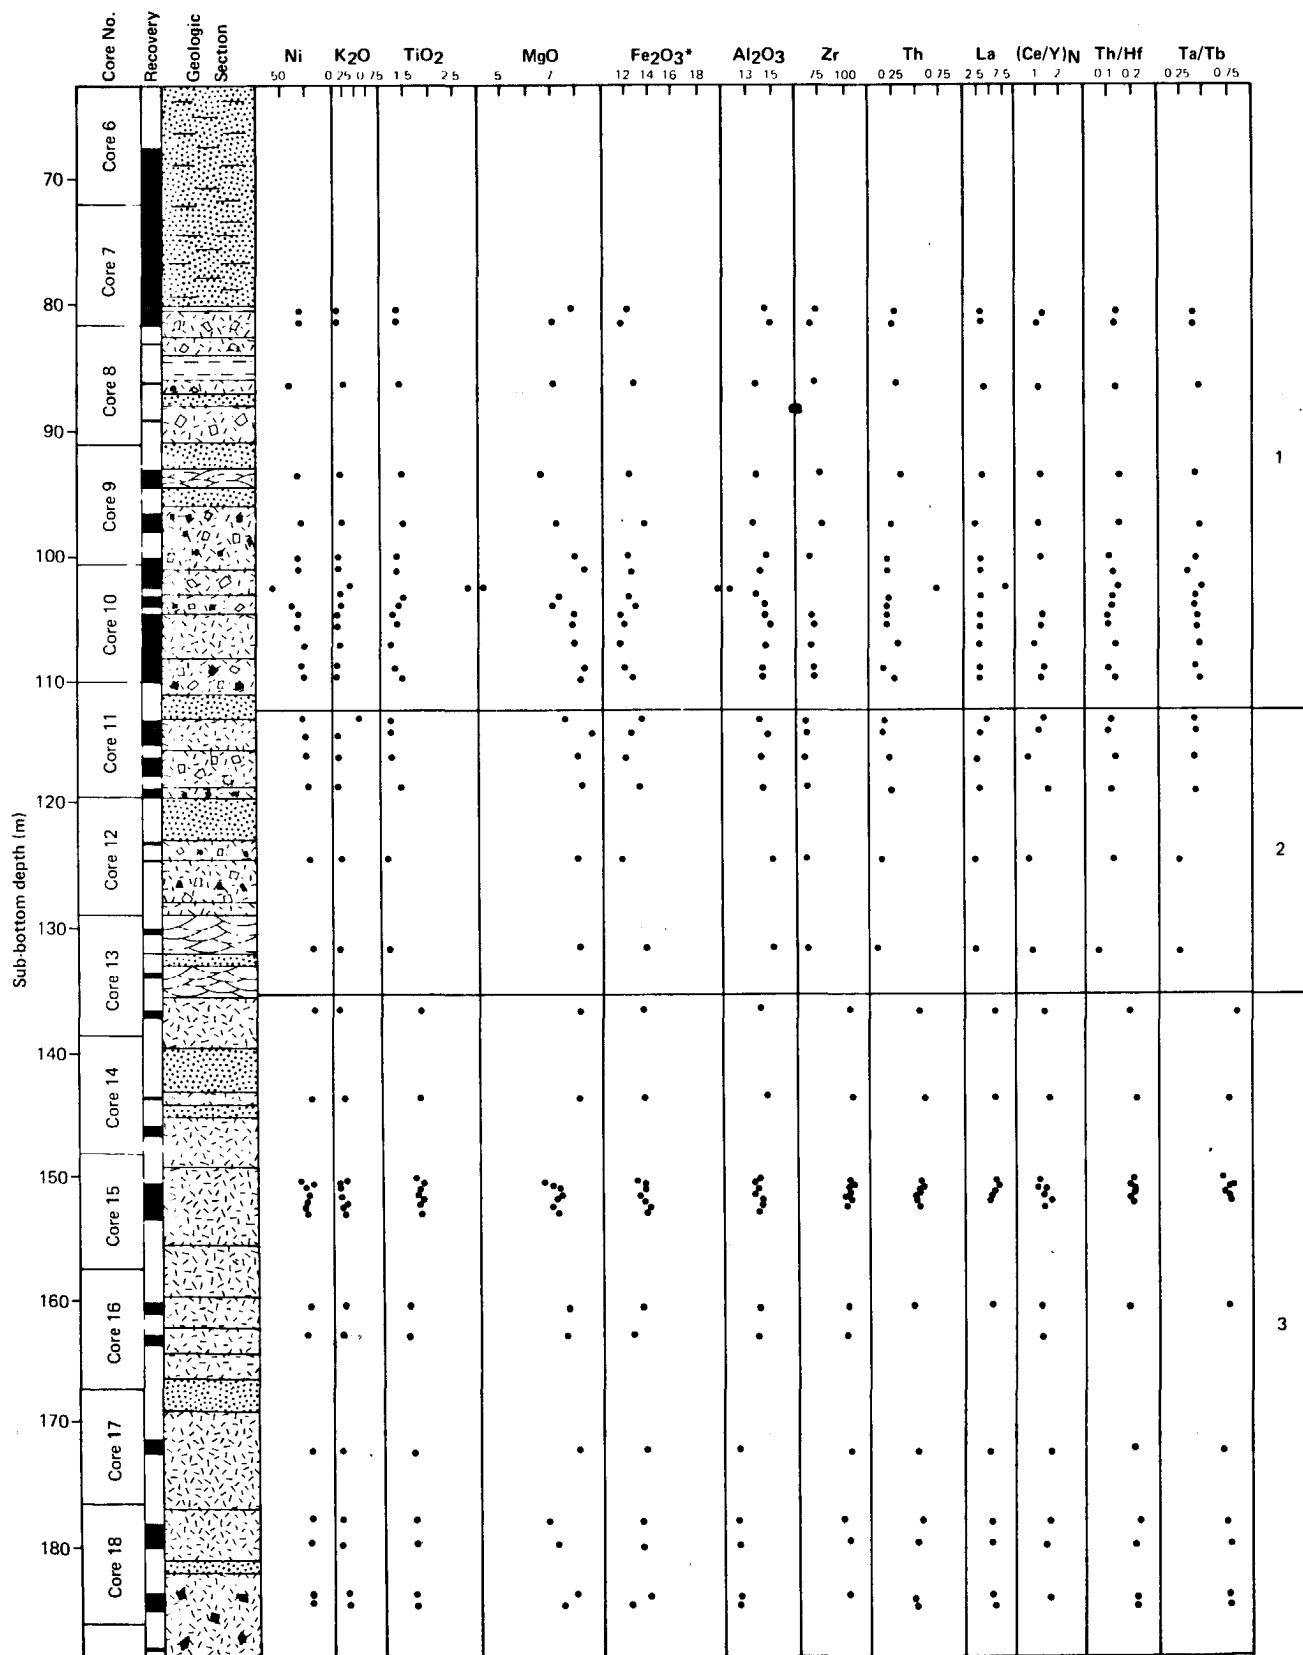 Core No.
Recovery
Geologic
Section
Ni
K2O
TiO2
MgO
Fe2O3*
Al2O3
Zr
Th
La
(Ce/Y)N
Th/Hf
Ta/Tb
50
0 25 0 75
1 5
2 5
5
7
12 14 16 18
13 15
75 100
0 25
0 75
2 5 7 5
1
0 1 0 2
0 25
0 75
Sub-bottom depth (m)
70
80
90
100
110
120
130
140
150
160
170
180
Core 6
Core 7
Core 8
Core 9
Core 10
Core 11
Core 12
Core 13
Core 14
Core 15
Core 16
Core 17
Core 18
1
2
3